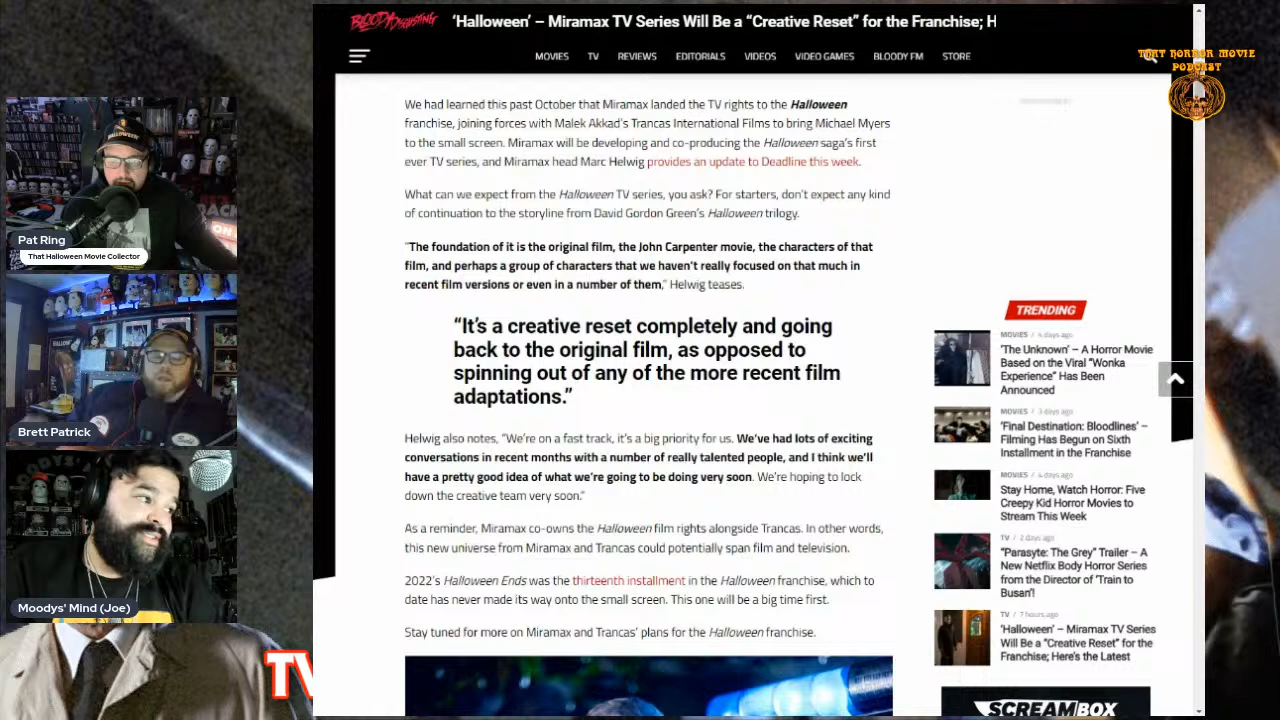 BLOODY DISGUSTING
'Halloween' – Miramax TV Series Will Be a “Creative Reset” for the Franchise; H
MOVIES TV REVIEWS EDITORIALS VIDEOS VIDEO GAMES BLOODY FM STORE
THAT HORROR MOVIE
PODCAST
We had learned this past October that Miramax landed the TV rights to the Halloween
franchise, joining forces with Malek Akkad's Trancas International Films to bring Michael Myers
to the small screen. Miramax will be developing and co-producing the Halloween saga's first
ever TV series, and Miramax head Marc Helwig provides an update to Deadline this week.
What can we expect from the Halloween TV series, you ask? For starters, don't expect any kind
of continuation to the storyline from David Gordon Green's Halloween trilogy.
“The foundation of it is the original film, the John Carpenter movie, the characters of that
film, and perhaps a group of characters that we haven't really focused on that much in
recent film versions or even in a number of them,” Helwig teases.
“It's a creative reset completely and going
back to the original film, as opposed to
spinning out of any of the more recent film
adaptations.”
Helwig also notes, “We're on a fast track, it's a big priority for us. We've had lots of exciting
conversations in recent months with a number of really talented people, and I think we'll
have a pretty good idea of what we're going to be doing very soon. We're hoping to lock
down the creative team very soon.”
As a reminder, Miramax co-owns the Halloween film rights alongside Trancas. In other words,
this new universe from Miramax and Trancas could potentially span film and television.
2022's Halloween Ends was the thirteenth installment in the Halloween franchise, which to
date has never made its way onto the small screen. This one will be a big time first.
Stay tuned for more on Miramax and Trancas' plans for the Halloween franchise.
TRENDING
MOVIES / 4 days ago
'The Unknown' – A Horror Movie
Based on the Viral “Wonka
Experience” Has Been
Announced
MOVIES / 3 days ago
'Final Destination: Bloodlines' –
Filming Has Begun on Sixth
Installment in the Franchise
MOVIES / 4 days ago
Stay Home, Watch Horror: Five
Creepy Kid Horror Movies to
Stream This Week
TV / 2 days ago
“Parasyte: The Grey” Trailer – A
New Netflix Body Horror Series
from the Director of 'Train to
Busan'!
TV / 7 hours ago
'Halloween' – Miramax TV Series
Will Be a “Creative Reset” for the
Franchise; Here's the Latest
SCREAMBOX
HALLOWEEN
Pat Ring
That Halloween Movie Collector
Brett Patrick
Moodys' Mind (Joe)
TV